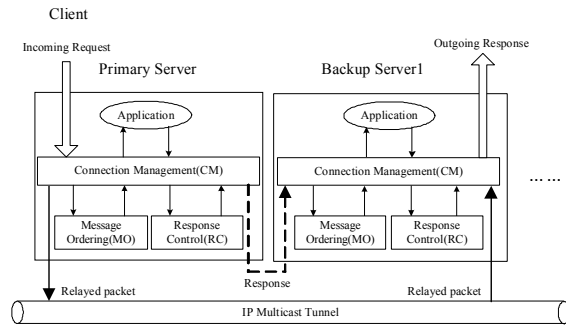 Client
Incoming Request
Outgoing Response
Primary Server
Backup Server1
Application
Application
Connection Management(CM)
Connection Management(CM)
... ...
Message
Ordering(MO)
Response
Control(RC)
Message
Ordering(MO)
Response
Control(RC)
Relayed packet
Response
Relayed packet
IP Multicast Tunnel